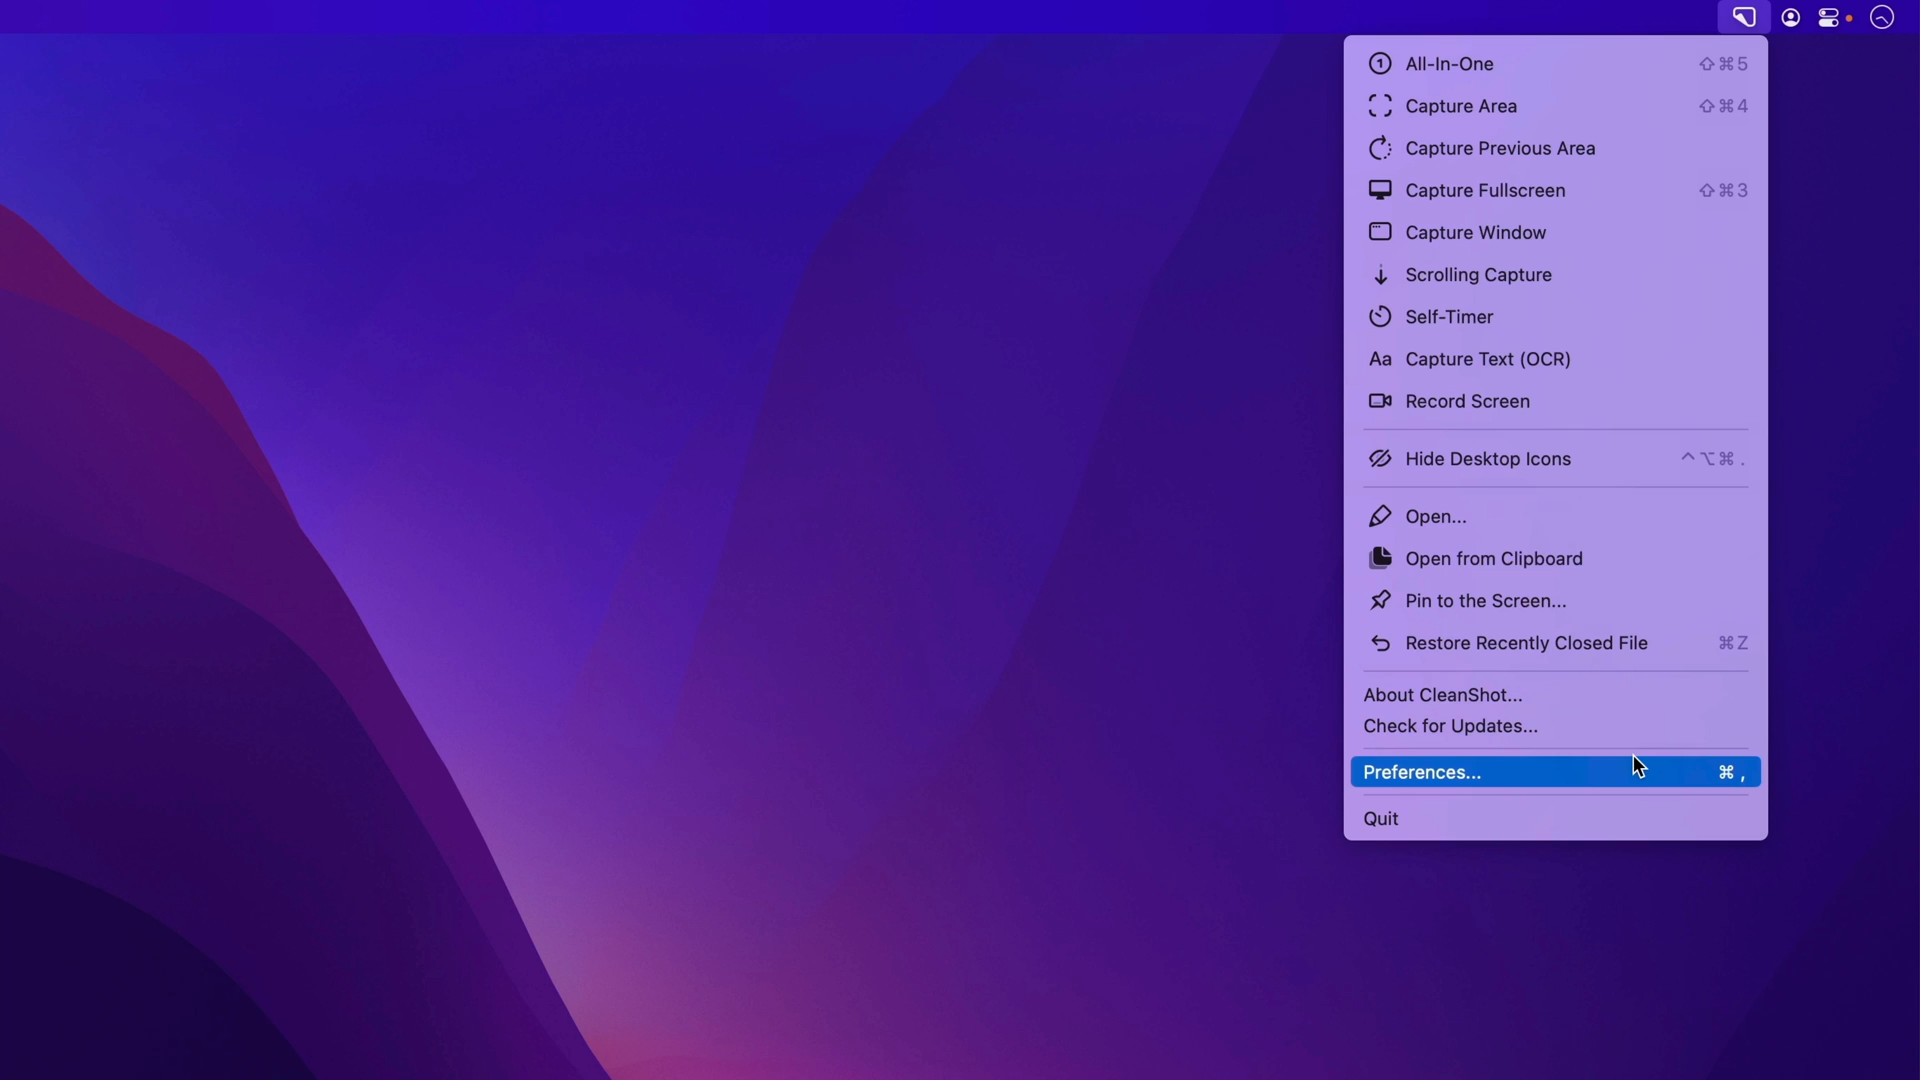 All-In-One ⇧⌘5
Capture Area ⇧⌘4
Capture Previous Area
Capture Fullscreen ⇧⌘3
Capture Window
Scrolling Capture
Self-Timer
Aa Capture Text (OCR)
Record Screen
Hide Desktop Icons ^⌥⌘.
Open...
Open from Clipboard
Pin to the Screen...
Restore Recently Closed File ⌘Z
About CleanShot...
Check for Updates...
Preferences... ⌘,
Quit